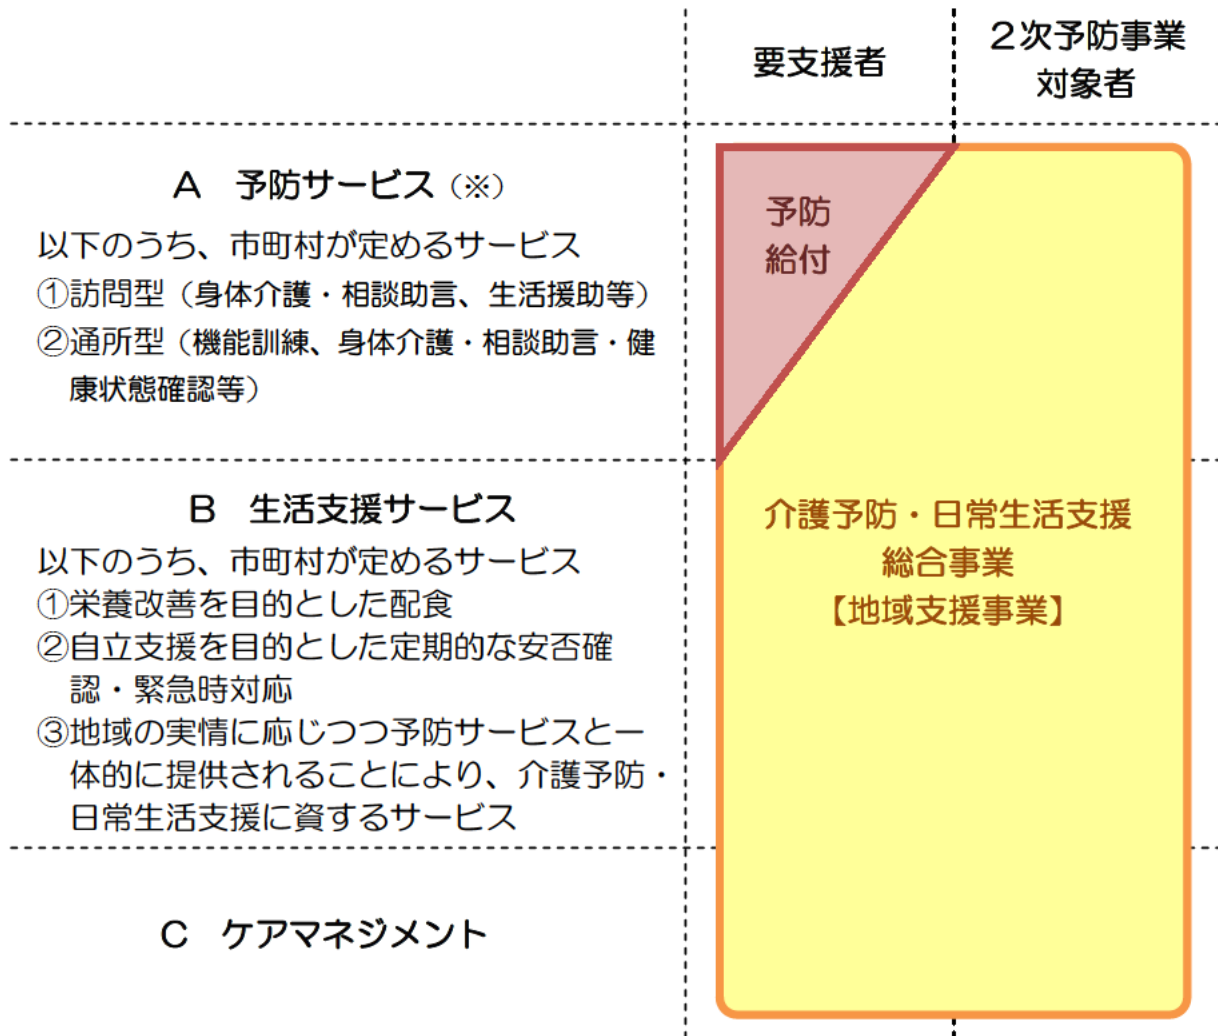 要支援者
2次予防事業
対象者
A 予防サービス（※）
以下のうち、市町村が定めるサービス
①訪問型（身体介護・相談助言、生活援助等）
②通所型（機能訓練、身体介護・相談助言・健
康状態確認等）
予防
給付
B 生活支援サービス
以下のうち、市町村が定めるサービス
①栄養改善を目的とした配食
②自立支援を目的とした定期的な安否確
認・緊急時対応
③地域の実情に応じつつ予防サービスと一
体的に提供されることにより、介護予防・
日常生活支援に資するサービス
介護予防・日常生活支援
総合事業
【地域支援事業】
C ケアマネジメント